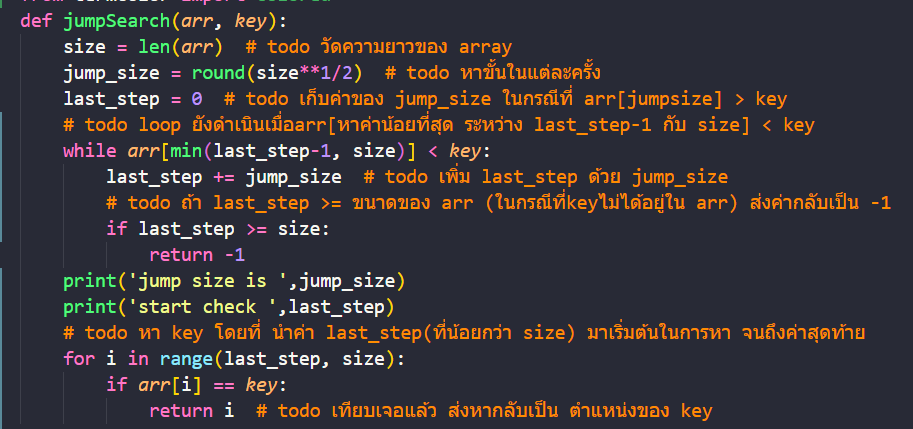 def jumpSearch(arr, key):
size = len(arr)  # todo วัดความยาวของ array
jump_size = round(size**1/2)  # todo หาขั้นในแต่ละครั้ง
last_step = 0  # todo เก็บค่าของ jump_size ในกรณีที่ arr[jumpsize] > key
# todo loop ยังดำเนินเมื่อarr[หาค่าน้อยที่สุด ระหว่าง last_step-1 กับ size] < key
while arr[min(last_step-1, size)] < key:
last_step += jump_size  # todo เพิ่ม last_step ด้วย jump_size
# todo ถ้า last_step >= ขนาดของ arr (ในกรณีที่keyไม่ได้อยู่ใน arr) ส่งค่ากลับเป็น -1
if last_step >= size:
return -1
print('jump size is ',jump_size)
print('start check ',last_step)
# todo หา key โดยที่ นำค่า last_step(ที่น้อยกว่า size) มาเริ่มต้นในการหา จนถึงค่าสุดท้าย
for i in range(last_step, size):
if arr[i] == key:
return i  # todo เทียบเจอแล้ว ส่งหากลับเป็น ตำแหน่งของ key